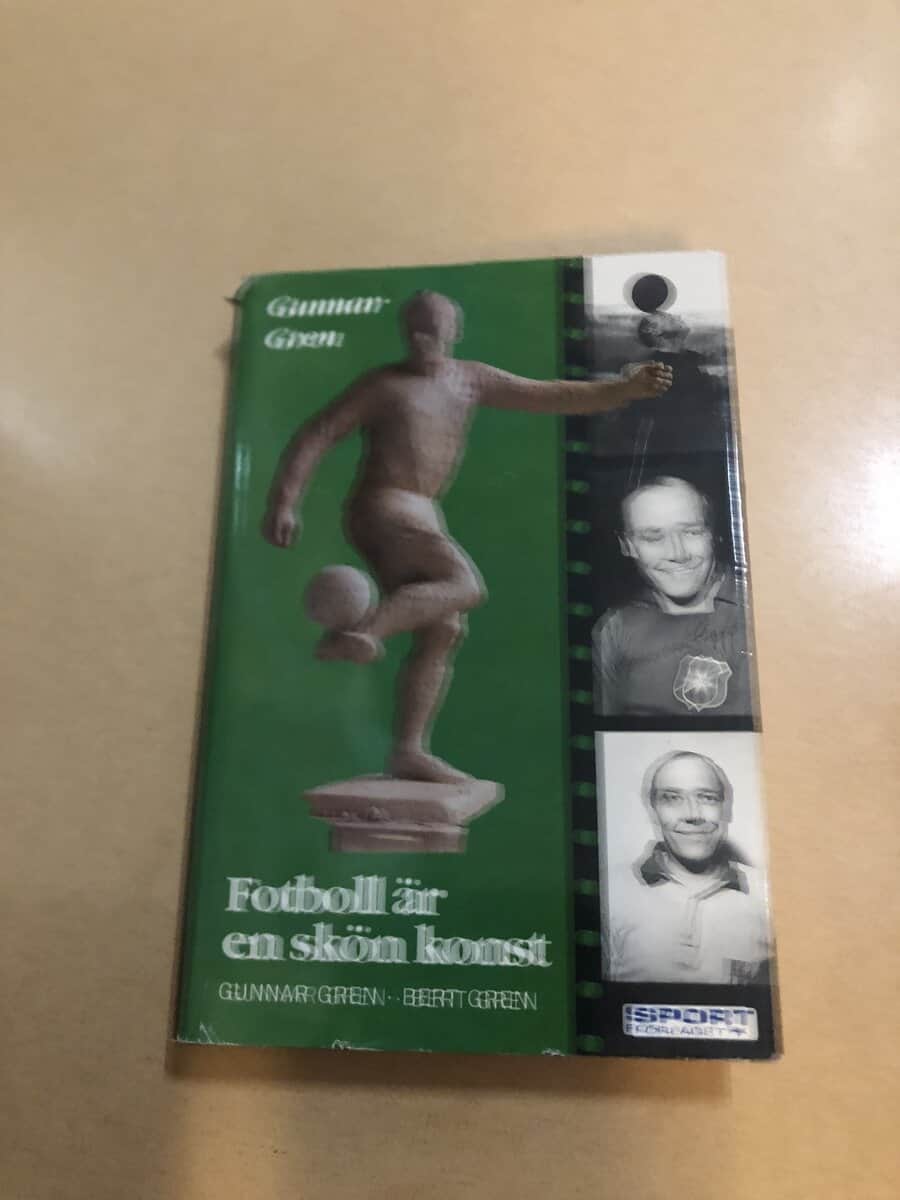 Gunnar
Gren
Fotboll är
en skön konst
GUNNAR GREN · BERT GREN
SPORT
FÖRLAGET